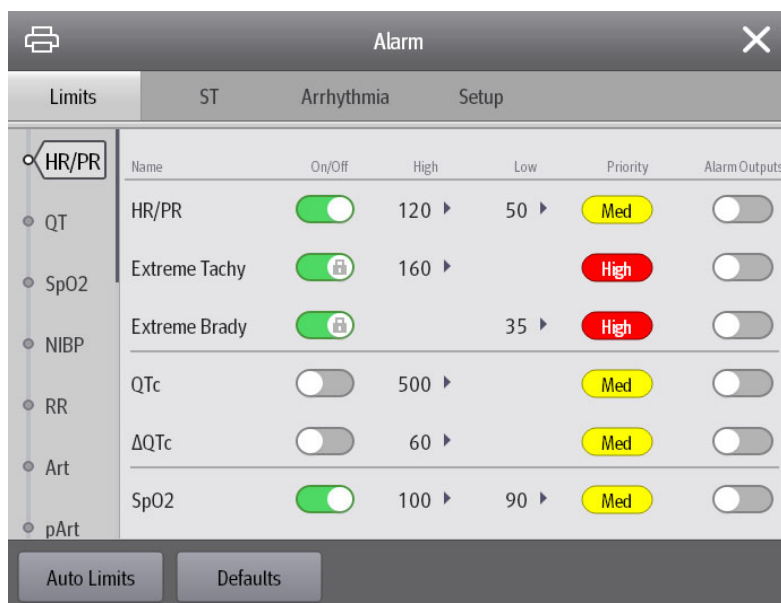 Alarm
Limits ST Arrhythmia Setup
HR/PR
QT
SpO2
NIBP
RR
Art
pArt
Name On/Off High Low Priority Alarm Outputs
HR/PR 120 50 Med
Extreme Tachy 160 High
Extreme Brady 35 High
QTc 500 Med
ΔQTc 60 Med
SpO2 100 90 Med
Auto Limits Defaults